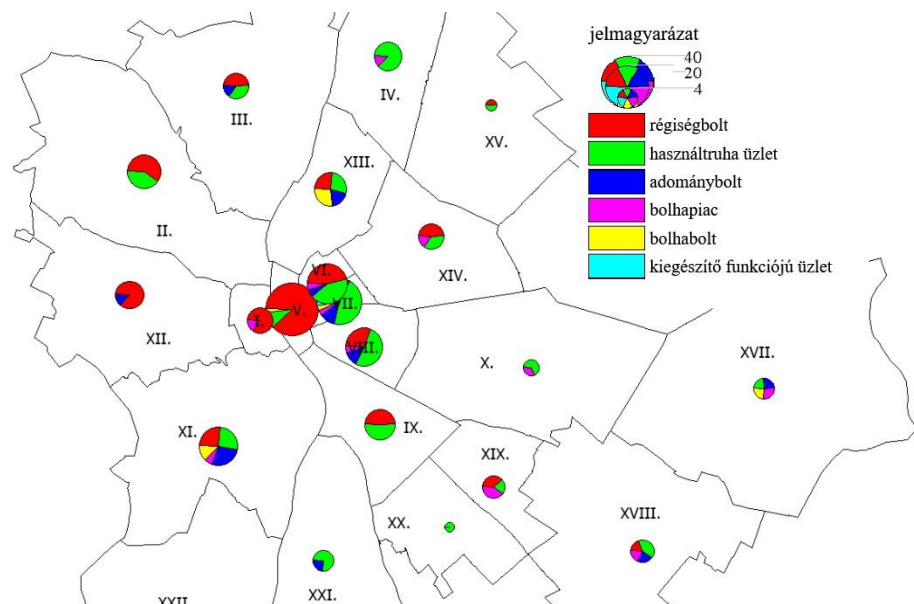 jelmagyarázat
40
20
4
régiségbolt
használtruha üzlet
adománybolt
bolhapiac
bolhabolt
kiegészítő funkciójú üzlet
III.
IV.
XV.
XIII.
II.
XIV.
VI.
VII.
V.
I.
XII.
VIII.
X.
XVII.
XI.
IX.
XIX.
XX.
XVIII.
XXI.
XXII.